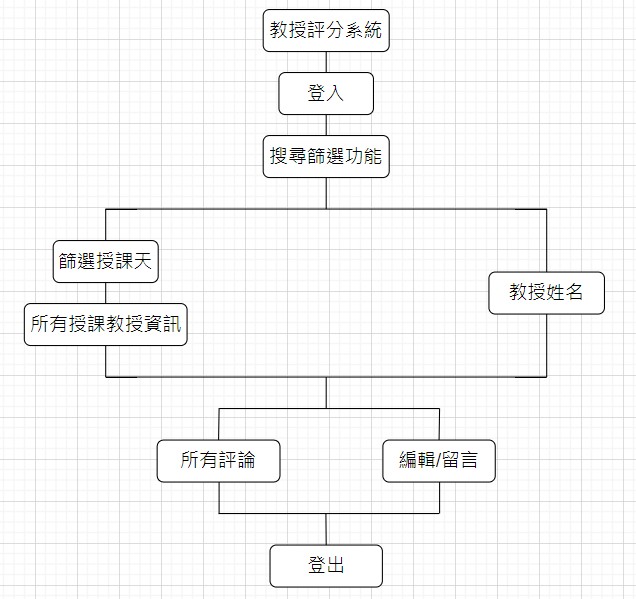 教授評分系統
登入
搜尋篩選功能
篩選授課天
教授姓名
所有授課教授資訊
所有評論
編輯/留言
登出